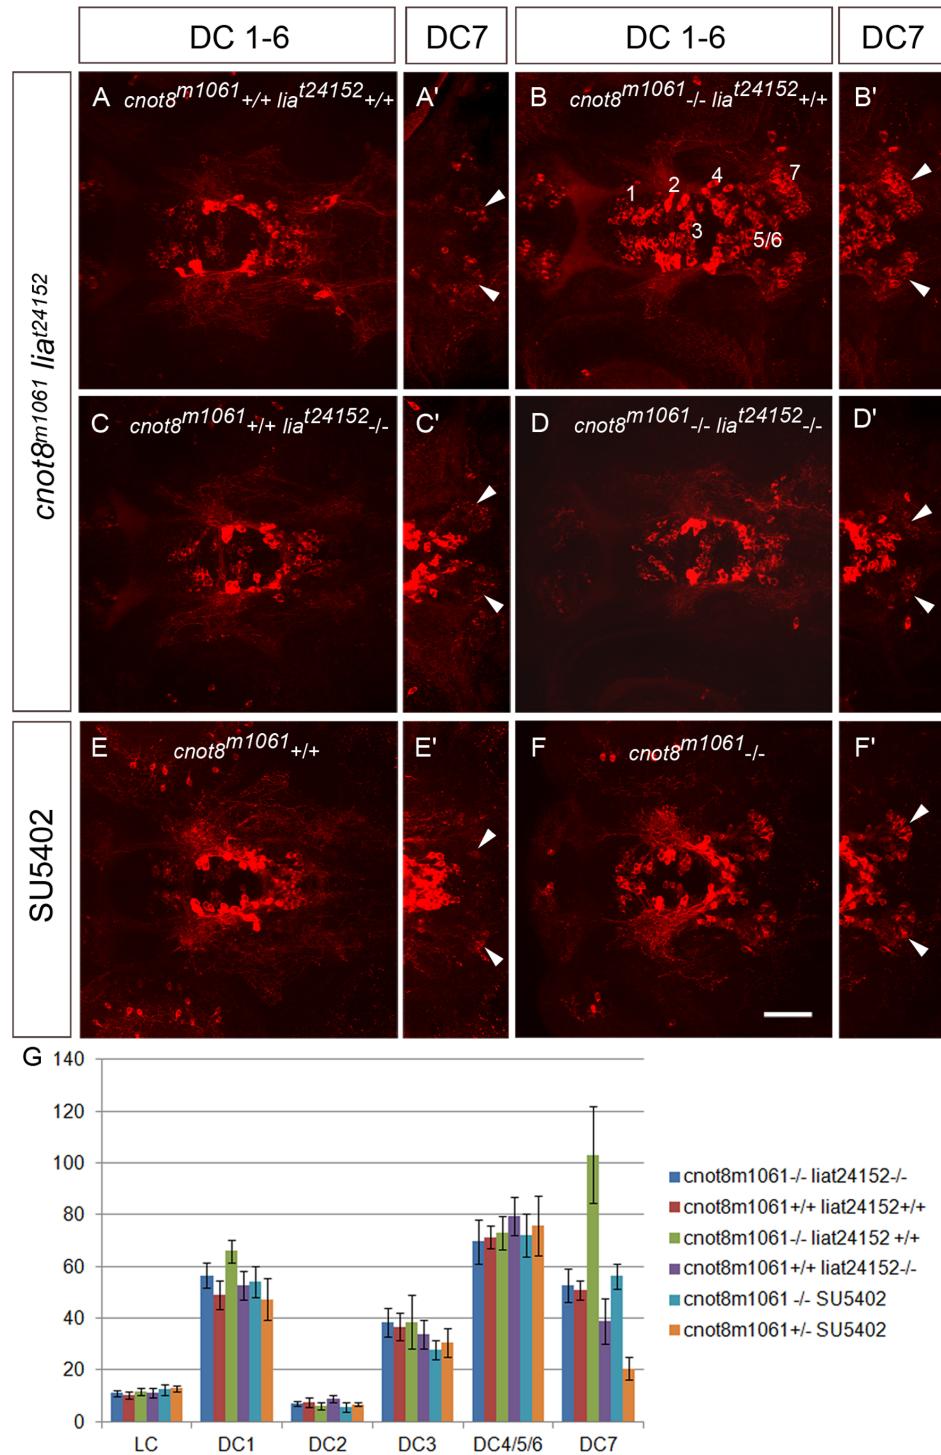 DC 1-6
DC7
DC 1-6
DC7
cnot8m1061 liat24152
A
cnot8m1061+/+ liat24152+/+
A'
B
cnot8m1061-/- liat24152+/+
B'
1
2
3
4
5/6
7
C
cnot8m1061+/+ liat24152-/-
C'
D
cnot8m1061-/- liat24152-/-
D'
SU5402
E
cnot8m1061+/+
E'
F
cnot8m1061-/-
F'
G
140
120
100
80
60
40
20
0
LC
DC1
DC2
DC3
DC4/5/6
DC7
cnot8m1061-/- liat24152-/-
cnot8m1061+/+ liat24152+/+
cnot8m1061-/- liat24152 +/+
cnot8m1061+/+ liat24152-/-
cnot8m1061 -/- SU5402
cnot8m1061+/- SU5402